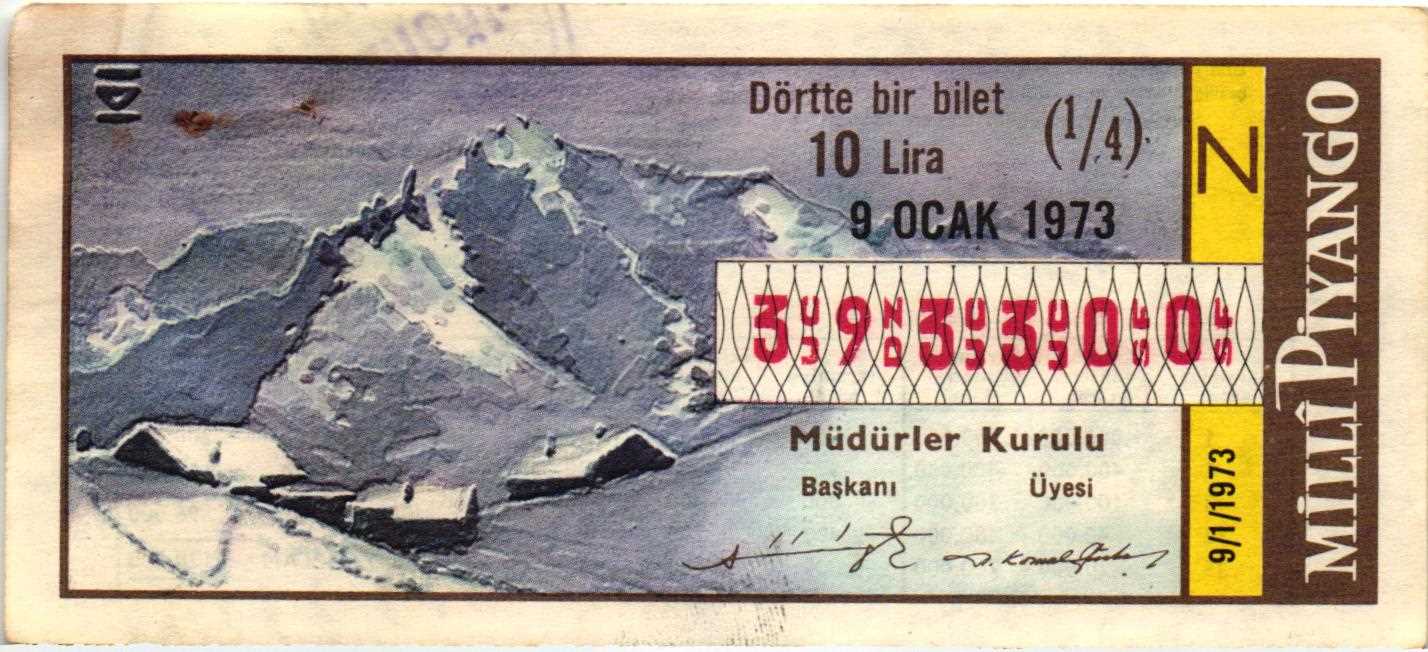 Dörtte bir bilet
10 Lira
(1/4)
9 OCAK 1973
393300
Müdürler Kurulu
Başkanı
Üyesi
Z
9/1/1973
MİLLÎ PİYANGO